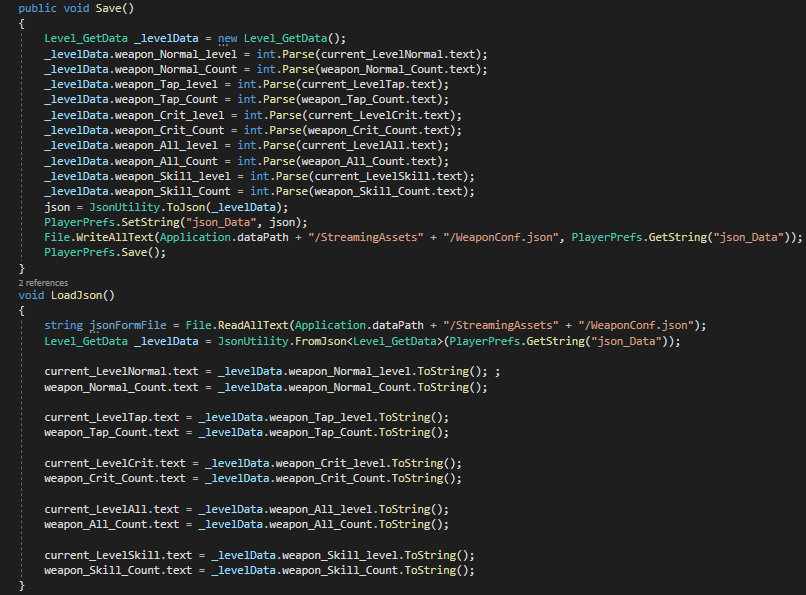 public void Save()
{
Level_GetData _levelData = new Level_GetData();
_levelData.weapon_Normal_level = int.Parse(current_LevelNormal.text);
_levelData.weapon_Normal_Count = int.Parse(weapon_Normal_Count.text);
_levelData.weapon_Tap_level = int.Parse(current_LevelTap.text);
_levelData.weapon_Tap_Count = int.Parse(weapon_Tap_Count.text);
_levelData.weapon_Crit_level = int.Parse(current_LevelCrit.text);
_levelData.weapon_Crit_Count = int.Parse(weapon_Crit_Count.text);
_levelData.weapon_All_level = int.Parse(current_LevelAll.text);
_levelData.weapon_All_Count = int.Parse(weapon_All_Count.text);
_levelData.weapon_Skill_level = int.Parse(current_LevelSkill.text);
_levelData.weapon_Skill_Count = int.Parse(weapon_Skill_Count.text);
json = JsonUtility.ToJson(_levelData);
PlayerPrefs.SetString("json_Data", json);
File.WriteAllText(Application.dataPath + "/StreamingAssets" + "/WeaponConf.json", PlayerPrefs.GetString("json_Data"));
PlayerPrefs.Save();
}
2 references
void LoadJson()
{
string jsonFormFile = File.ReadAllText(Application.dataPath + "/StreamingAssets" + "/WeaponConf.json");
Level_GetData _levelData = JsonUtility.FromJson<Level_GetData>(PlayerPrefs.GetString("json_Data"));
current_LevelNormal.text = _levelData.weapon_Normal_level.ToString(); ;
weapon_Normal_Count.text = _levelData.weapon_Normal_Count.ToString();
current_LevelTap.text = _levelData.weapon_Tap_level.ToString();
weapon_Tap_Count.text = _levelData.weapon_Tap_Count.ToString();
current_LevelCrit.text = _levelData.weapon_Crit_level.ToString();
weapon_Crit_Count.text = _levelData.weapon_Crit_Count.ToString();
current_LevelAll.text = _levelData.weapon_All_level.ToString();
weapon_All_Count.text = _levelData.weapon_All_Count.ToString();
current_LevelSkill.text = _levelData.weapon_Skill_level.ToString();
weapon_Skill_Count.text = _levelData.weapon_Skill_Count.ToString();
}